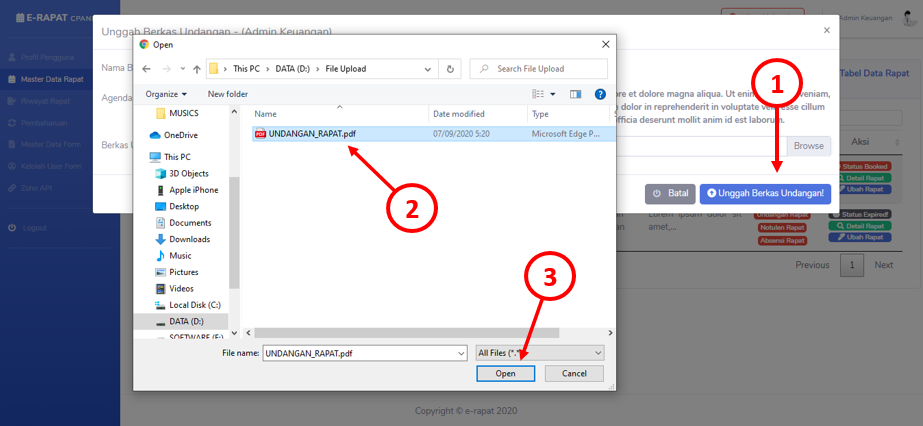 E-RAPAT CPAN
Admin Keuangan
Profil Pengguna
Master Data Rapat
Riwayat Rapat
Pembaharuan
Master Data Form
Kelolah User Form
Zona API
Logout
Unggah Berkas Undangan - (Admin Keuangan)
×
Nama B
Agenda
ore et dolore magna aliqua. Ut enim
veniam,
dolor in reprehenderit in voluptate velit esse cillum
officia deserunt mollit anim id est laborum.
Berkas U
Browse
Batal
Unggah Berkas Undangan!
Tabel Data Rapat
Aksi
Status Booked
Detail Rapat
Ubah Rapat
Lorem ipsum dolor sit
amet,...
Undangan Rapat
Notulen Rapat
Absensi Rapat
Status Expired!
Detail Rapat
Ubah Rapat
Previous
1
Next
Open
This PC > DATA (D:) > File Upload
Search File Upload
Organize
New folder
Name
Date modified
Type
UNDANGAN_RAPAT.pdf
07/09/2020 5:20
Microsoft Edge P...
MUSICS
OneDrive
This PC
3D Objects
Apple iPhone
Desktop
Documents
Downloads
Music
Pictures
Videos
Local Disk (C:)
DATA (D:)
SOFTWARE (E:)
File name:
UNDANGAN_RAPAT.pdf
All Files (*.*
Open
Cancel
1
2
3
Copyright © e-rapat 2020